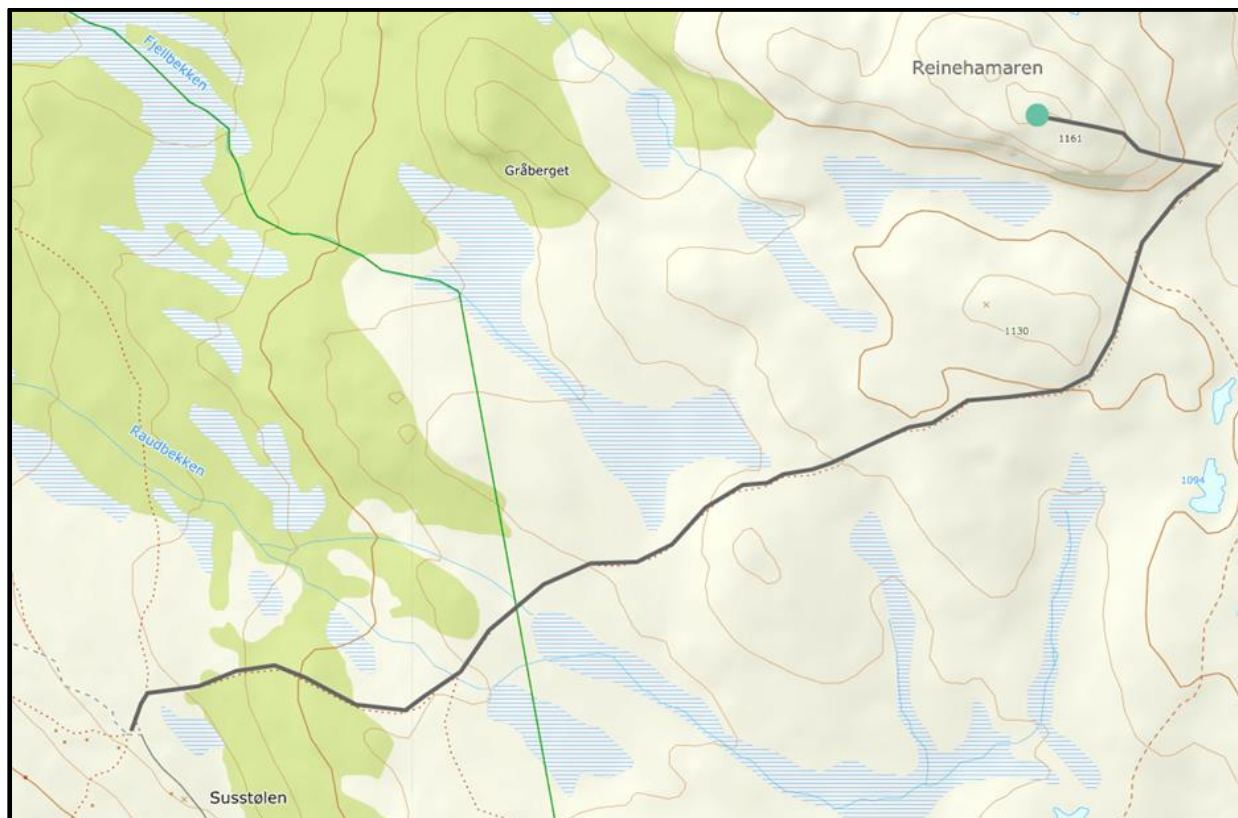 Fjellbekken
Reinehamaren
1161
Gråberget
1130
Raudbekken
1094
Susstølen